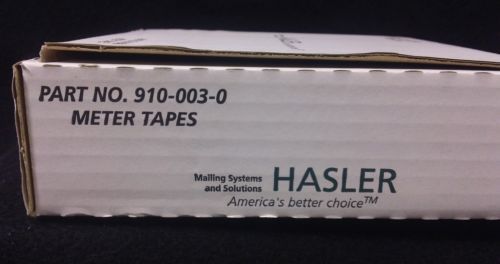 PART NO. 910-003-0
METER TAPES
Mailing Systems
and Solutions
HASLER
America's better choice™